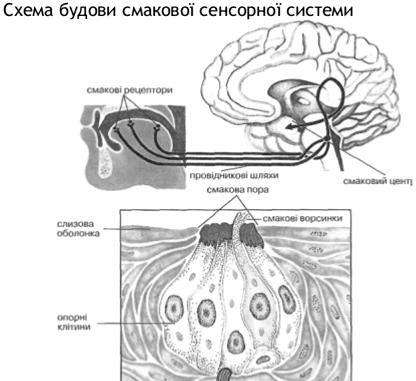 Схема будови смакової сенсорної системи
смакові рецептори
провідникові шляхи
смаковий центр
смакова пора
смакові ворсинки
слизова
оболонка
опорні
клітини